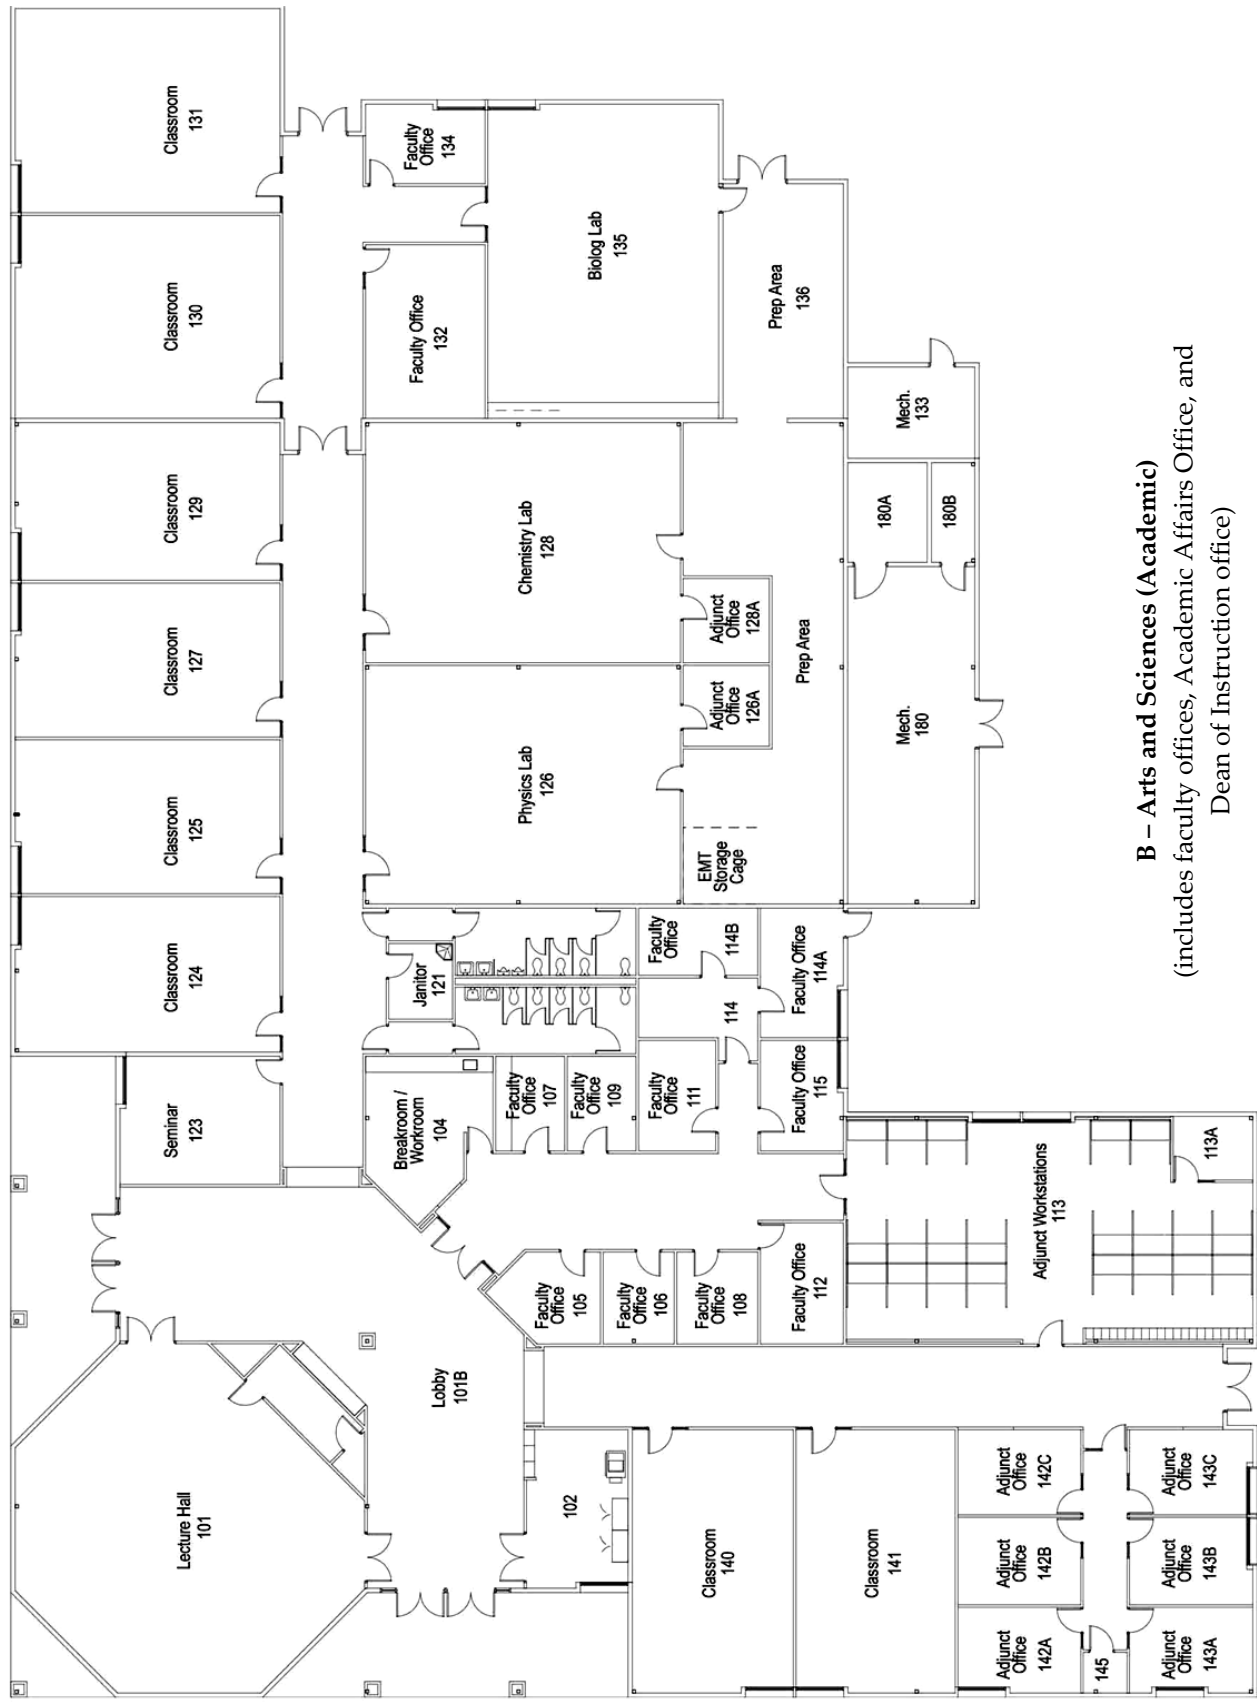 Lecture Hall
101
Seminar
123
Classroom
124
Classroom
125
Classroom
127
Classroom
129
Classroom
130
Classroom
131
Lobby
101B
Breakroom /
Workroom
104
Janitor
121
Physics Lab
126
Chemistry Lab
128
Faculty Office
132
Faculty
Office
134
102
Faculty
Office
105
Faculty
Office
106
Faculty
Office
108
Faculty
Office
107
Faculty
Office
109
Faculty
Office
111
114
Faculty
Office
114B
EMT
Storage
Cage
Adjunct
Office
126A
Adjunct
Office
128A
Biolog Lab
135
Classroom
140
Classroom
141
Faculty Office
112
Faculty Office
115
Faculty Office
114A
Prep Area
Prep Area
136
Mech.
180
180A
180B
Mech.
133
Adjunct
Office
142A
Adjunct
Office
142B
Adjunct
Office
142C
Adjunct Workstations
113
145
Adjunct
Office
143A
Adjunct
Office
143B
Adjunct
Office
143C
113A
B – Arts and Sciences (Academic)
(includes faculty offices, Academic Affairs Office, and
Dean of Instruction office)